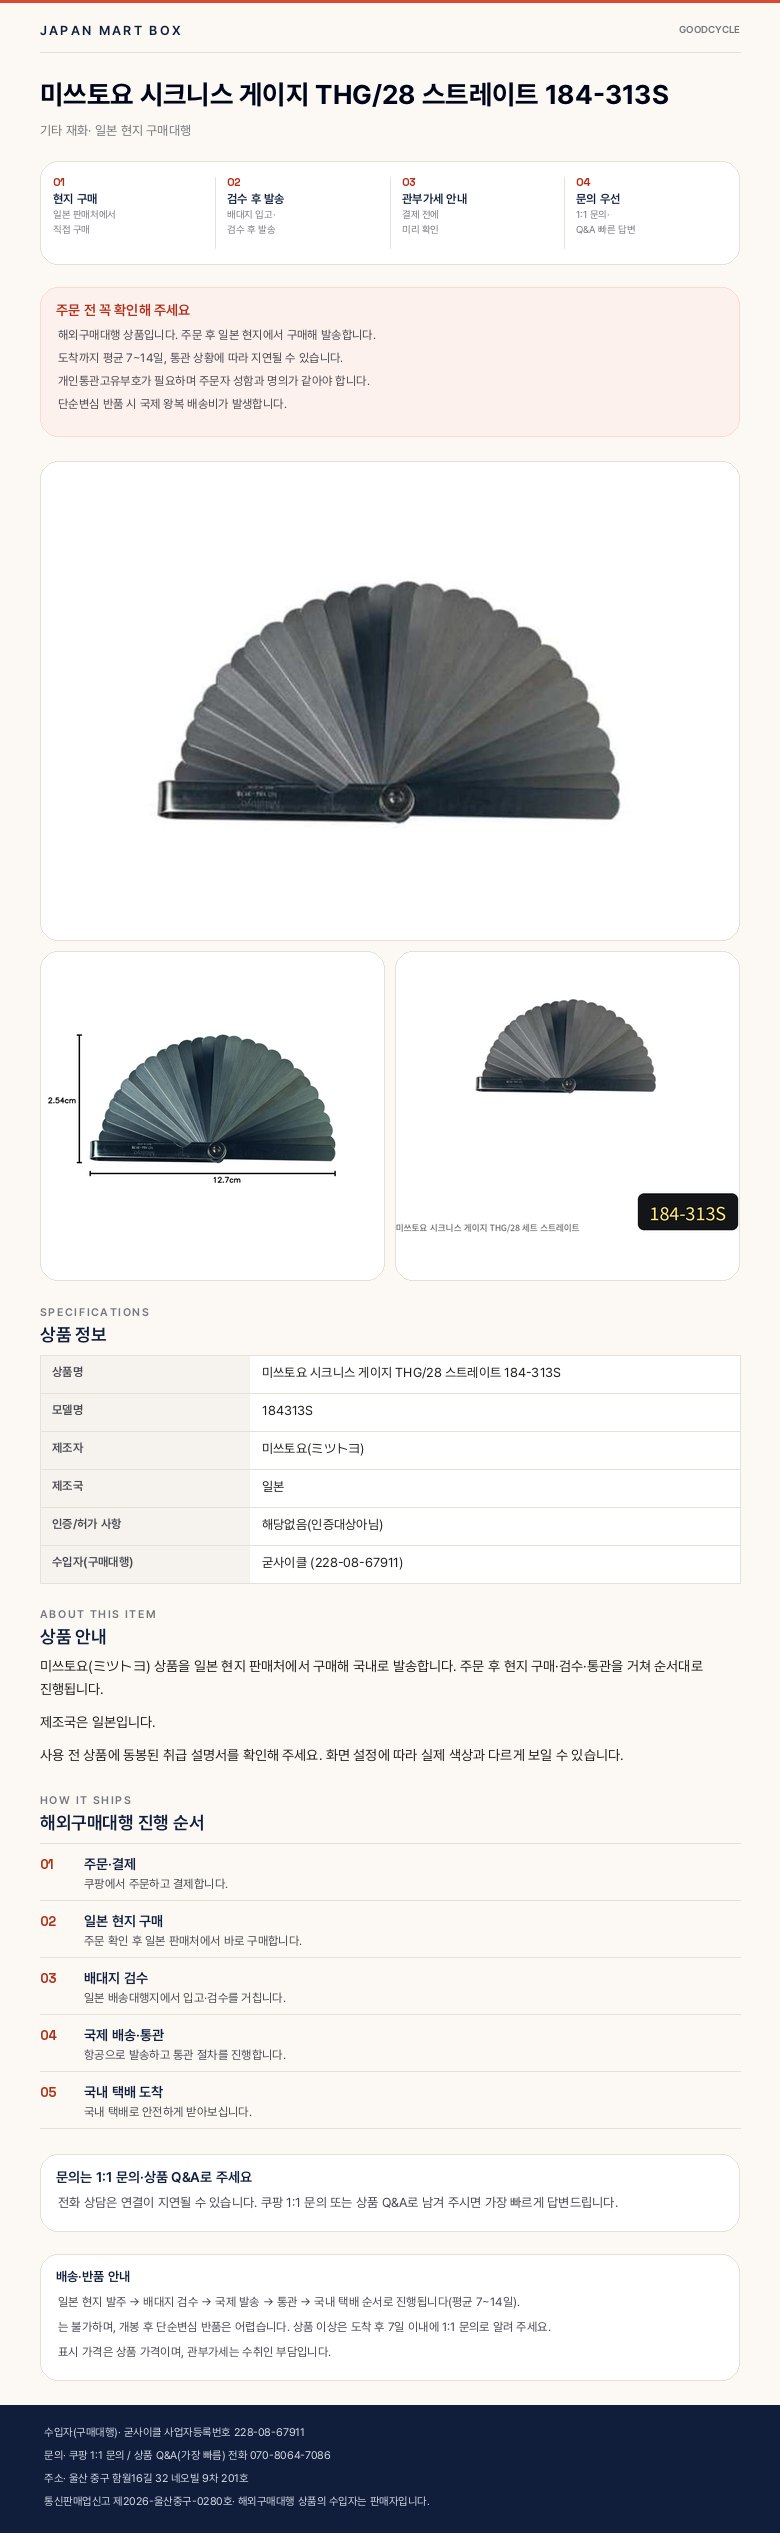 JAPAN MART BOX
GOODCYCLE
미쓰토요 시크니스 게이지 THG/28 스트레이트 184-313S
기타 재화· 일본 현지 구매대행
01
현지 구매
일본 판매처에서
직접 구매
02
검수 후 발송
배대지 입고·
검수 후 발송
03
관부가세 안내
결제 전에
미리 확인
04
문의 우선
1:1 문의·
Q&A 빠른 답변
주문 전 꼭 확인해 주세요
해외구매대행 상품입니다. 주문 후 일본 현지에서 구매해 발송합니다.
도착까지 평균 7~14일, 통관 상황에 따라 지연될 수 있습니다.
개인통관고유부호가 필요하며 주문자 성함과 명의가 같아야 합니다.
단순변심 반품 시 국제 왕복 배송비가 발생합니다.
2.54cm
12.7cm
184-313S
미쓰토요 시크니스 게이지 THG/28 세트 스트레이트
SPECIFICATIONS
상품 정보
상품명 미쓰토요 시크니스 게이지 THG/28 스트레이트 184-313S
모델명 184313S
제조자 미쓰토요(ミツトヨ)
제조국 일본
인증/허가 사항 해당없음(인증대상아님)
수입자(구매대행) 굳사이클 (228-08-67911)
ABOUT THIS ITEM
상품 안내
미쓰토요(ミツトヨ) 상품을 일본 현지 판매처에서 구매해 국내로 발송합니다. 주문 후 현지 구매·검수·통관을 거쳐 순서대로
진행됩니다.
제조국은 일본입니다.
사용 전 상품에 동봉된 취급 설명서를 확인해 주세요. 화면 설정에 따라 실제 색상과 다르게 보일 수 있습니다.
HOW IT SHIPS
해외구매대행 진행 순서
01 주문·결제
쿠팡에서 주문하고 결제합니다.
02 일본 현지 구매
주문 확인 후 일본 판매처에서 바로 구매합니다.
03 배대지 검수
일본 배송대행지에서 입고·검수를 거칩니다.
04 국제 배송·통관
항공으로 발송하고 통관 절차를 진행합니다.
05 국내 택배 도착
국내 택배로 안전하게 받아보십니다.
문의는 1:1 문의·상품 Q&A로 주세요
전화 상담은 연결이 지연될 수 있습니다. 쿠팡 1:1 문의 또는 상품 Q&A로 남겨 주시면 가장 빠르게 답변드립니다.
배송·반품 안내
일본 현지 발주 → 배대지 검수 → 국제 발송 → 통관 → 국내 택배 순서로 진행됩니다(평균 7~14일).
는 불가하며, 개봉 후 단순변심 반품은 어렵습니다. 상품 이상은 도착 후 7일 이내에 1:1 문의로 알려 주세요.
표시 가격은 상품 가격이며, 관부가세는 수취인 부담입니다.
수입자(구매대행)· 굳사이클 사업자등록번호 228-08-67911
문의· 쿠팡 1:1 문의 / 상품 Q&A(가장 빠름) 전화 070-8064-7086
주소· 울산 중구 함월16길 32 네오빌 9차 201호
통신판매업신고 제2026-울산중구-0280호· 해외구매대행 상품의 수입자는 판매자입니다.